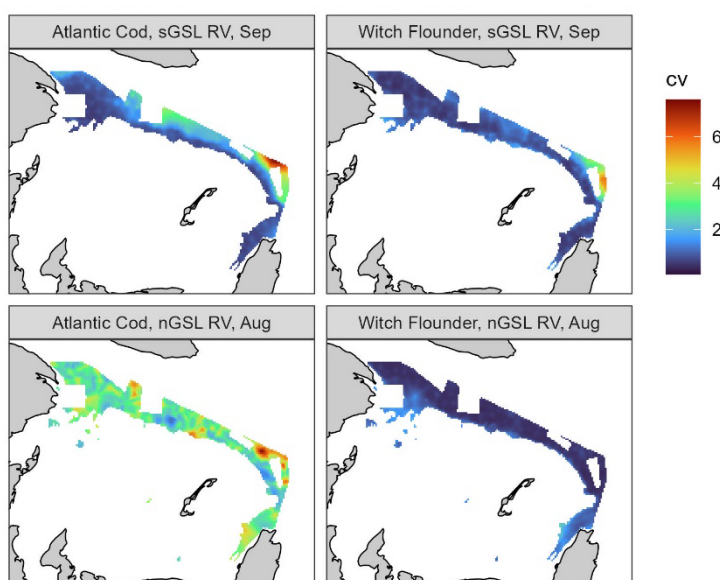 Atlantic Cod, sGSL RV, Sep
Witch Flounder, sGSL RV, Sep
cv
6
4
2
Atlantic Cod, nGSL RV, Aug
Witch Flounder, nGSL RV, Aug